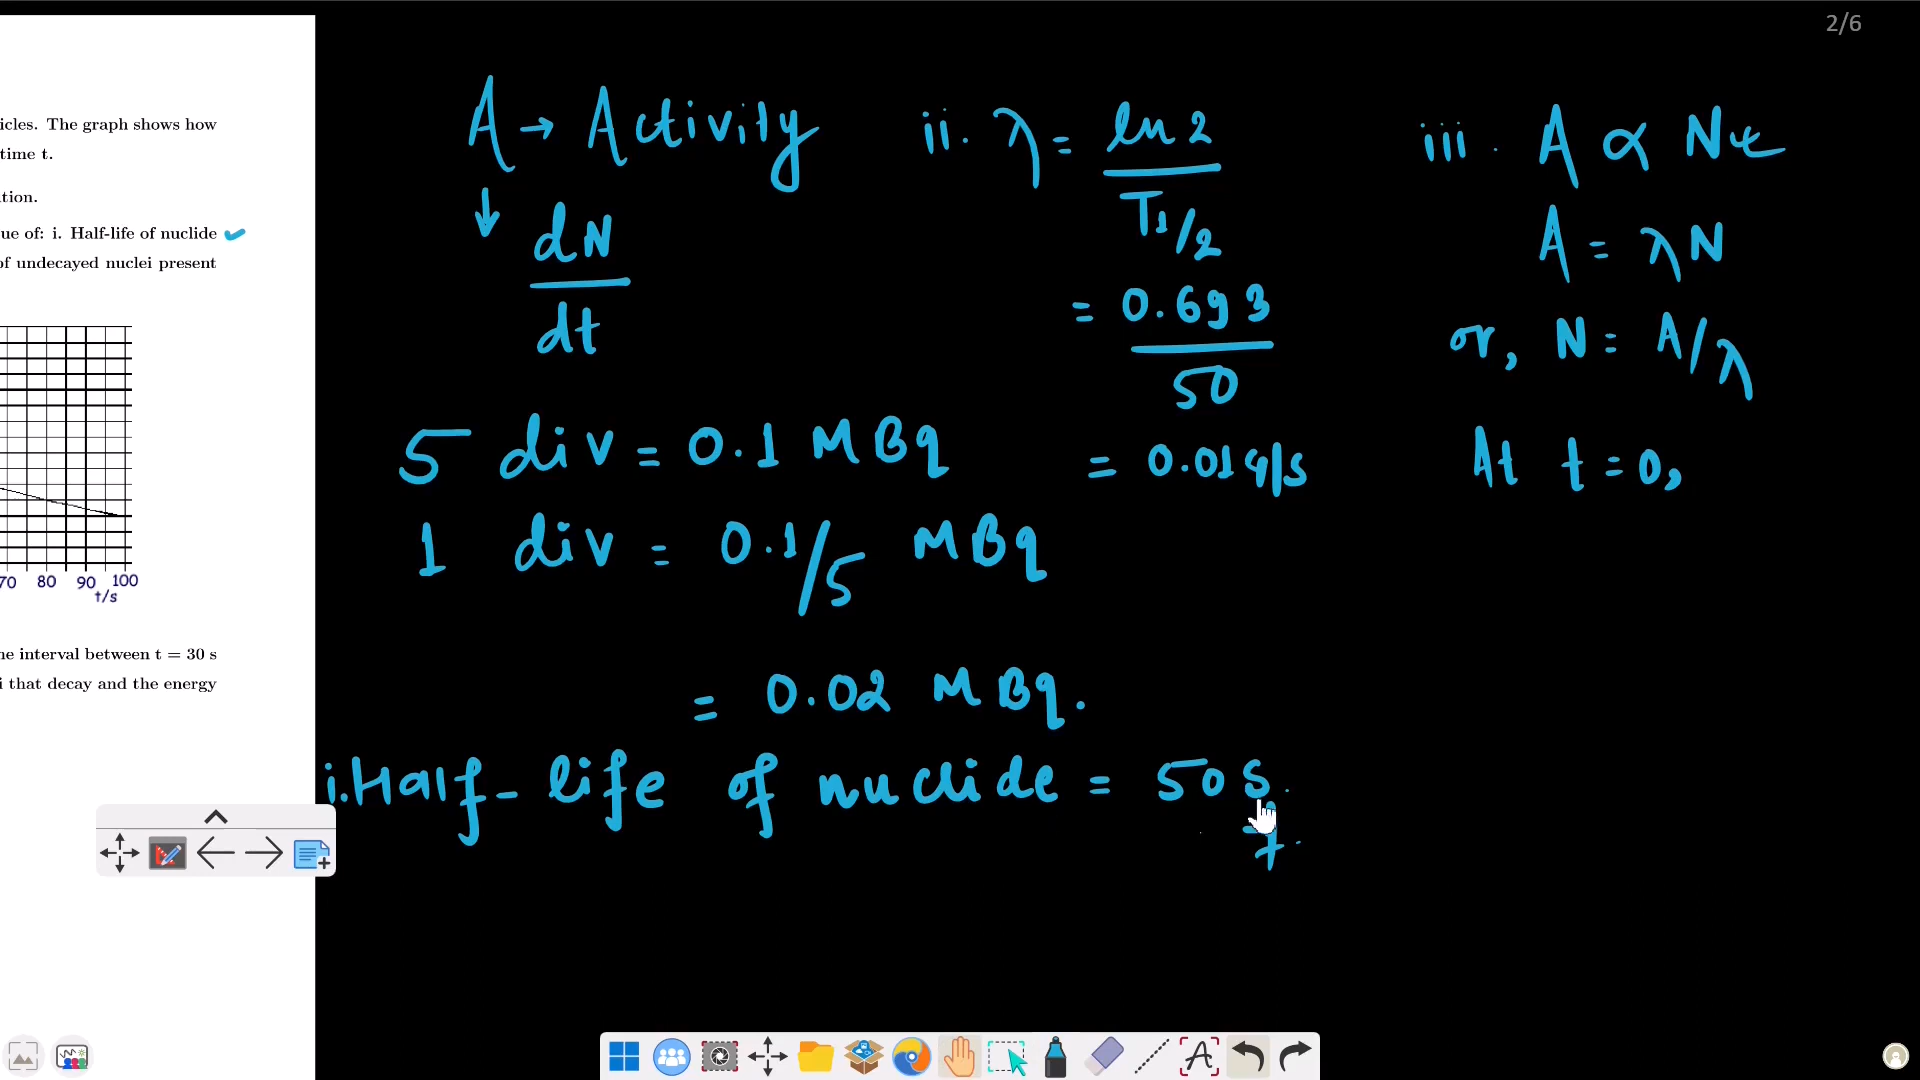 2/6
icles. The graph shows how
time t.
tion.
ue of: i. Half-life of nuclide
of undecayed nuclei present
70 80 90 100
t/s
ne interval between t = 30 s
i that decay and the energy
A → Activity
↓ dN
dt
5 div = 0.1 MBq
1 div = 0.1/5 MBq
= 0.02 MBq.
i. Half-life of nuclide = 50 s.
ii. λ = ln 2
T1/2
= 0.693
50
= 0.014/s
iii. A ∝ Nt
A = λN
or, N = A/λ
At t = 0,